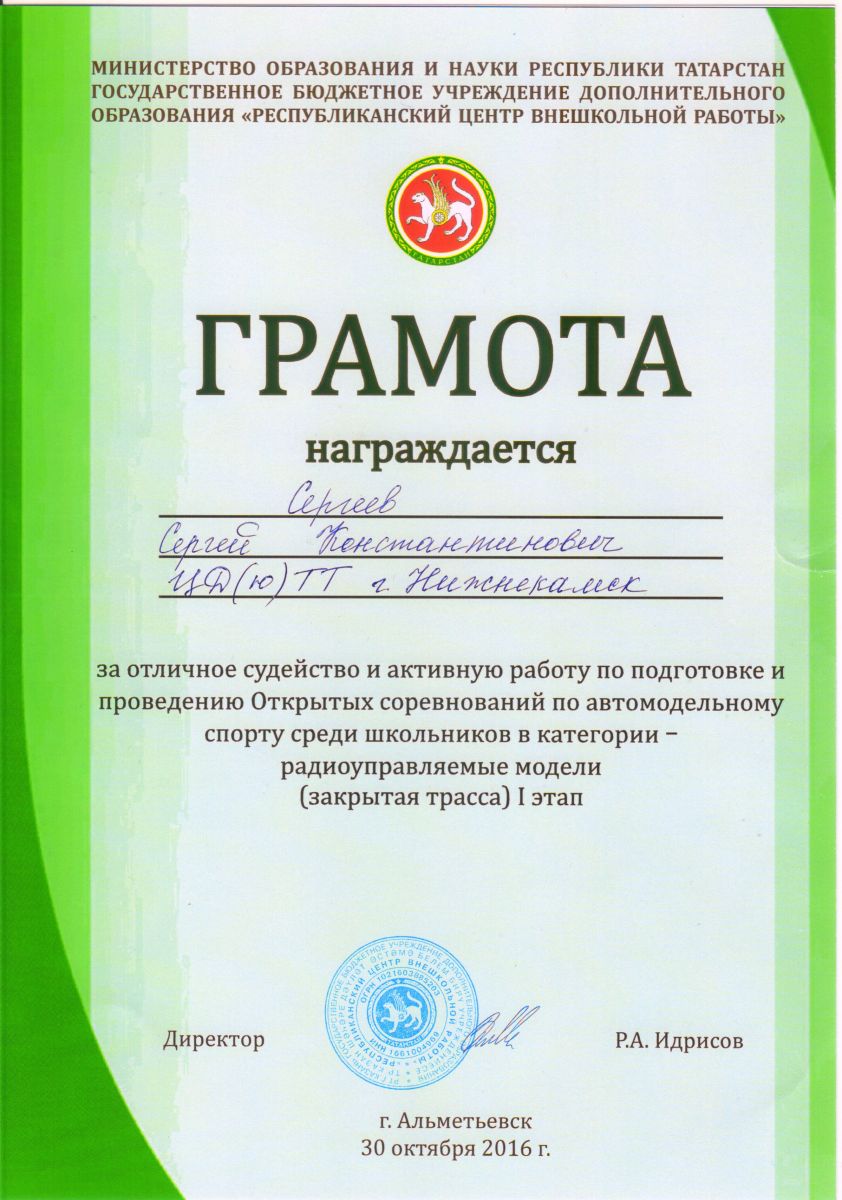 МИНИСТЕРСТВО ОБРАЗОВАНИЯ И НАУКИ РЕСПУБЛИКИ ТАТАРСТАН
ГОСУДАРСТВЕННОЕ БЮДЖЕТНОЕ УЧРЕЖДЕНИЕ ДОПОЛНИТЕЛЬНОГО
ОБРАЗОВАНИЯ «РЕСПУБЛИКАНСКИЙ ЦЕНТР ВНЕШКОЛЬНОЙ РАБОТЫ»
ТАТАРСТАН
ГРАМОТА
награждается
Сергеев
Сергей Константинович
ЦД(ю)ТТ г. Нижнекамск
за отличное судейство и активную работу по подготовке и
проведению Открытых соревнований по автомодельному
спорту среди школьников в категории –
радиоуправляемые модели
(закрытая трасса) I этап
Директор
Р.А. Идрисов
г. Альметьевск
30 октября 2016 г.